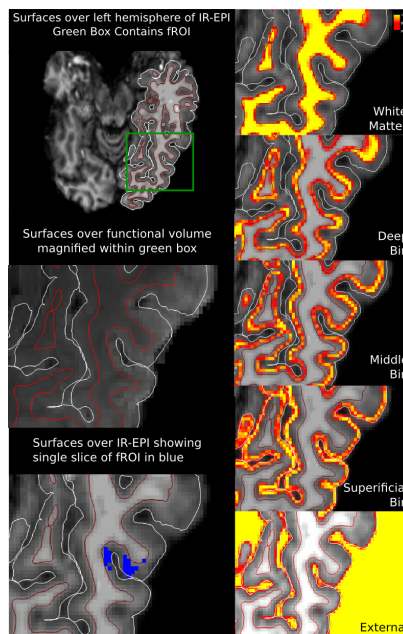 Surfaces over left hemisphere of IR-EPI
Green Box Contains fROI
Surfaces over functional volume
magnified within green box
Surfaces over IR-EPI showing
single slice of fROI in blue
White
Matter
Deep
Bin
Middle
Bin
Superificial
Bin
External